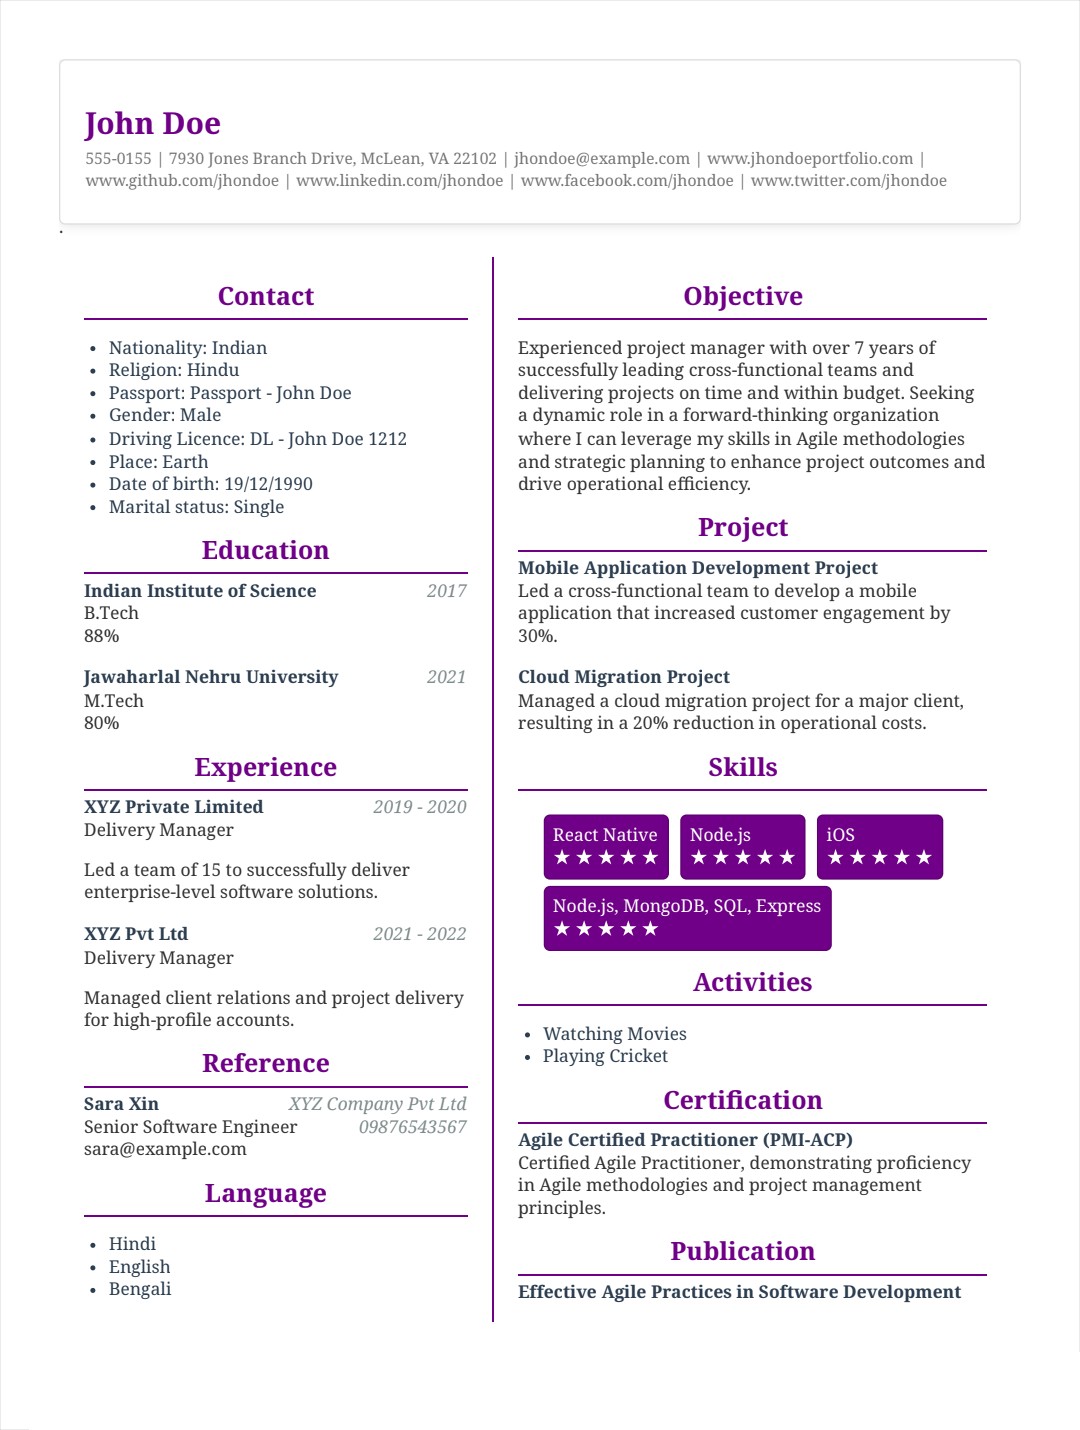 John Doe
555-0155 | 7930 Jones Branch Drive, McLean, VA 22102 | jhondoe@example.com | www.jhondoeportfolio.com |
www.github.com/jhondoe | www.linkedin.com/jhondoe | www.facebook.com/jhondoe | www.twitter.com/jhondoe
.
Contact
• Nationality: Indian
• Religion: Hindu
• Passport: Passport - John Doe
• Gender: Male
• Driving Licence: DL - John Doe 1212
• Place: Earth
• Date of birth: 19/12/1990
• Marital status: Single
Education
Indian Institute of Science 2017
B.Tech
88%
Jawaharlal Nehru University 2021
M.Tech
80%
Experience
XYZ Private Limited 2019 - 2020
Delivery Manager
Led a team of 15 to successfully deliver
enterprise-level software solutions.
XYZ Pvt Ltd 2021 - 2022
Delivery Manager
Managed client relations and project delivery
for high-profile accounts.
Reference
Sara Xin XYZ Company Pvt Ltd
Senior Software Engineer 09876543567
sara@example.com
Language
• Hindi
• English
• Bengali
Objective
Experienced project manager with over 7 years of
successfully leading cross-functional teams and
delivering projects on time and within budget. Seeking
a dynamic role in a forward-thinking organization
where I can leverage my skills in Agile methodologies
and strategic planning to enhance project outcomes and
drive operational efficiency.
Project
Mobile Application Development Project
Led a cross-functional team to develop a mobile
application that increased customer engagement by
30%.
Cloud Migration Project
Managed a cloud migration project for a major client,
resulting in a 20% reduction in operational costs.
Skills
React Native Node.js iOS
★★★★★ ★★★★★ ★★★★★
Node.js, MongoDB, SQL, Express
★★★★★
Activities
• Watching Movies
• Playing Cricket
Certification
Agile Certified Practitioner (PMI-ACP)
Certified Agile Practitioner, demonstrating proficiency
in Agile methodologies and project management
principles.
Publication
Effective Agile Practices in Software Development